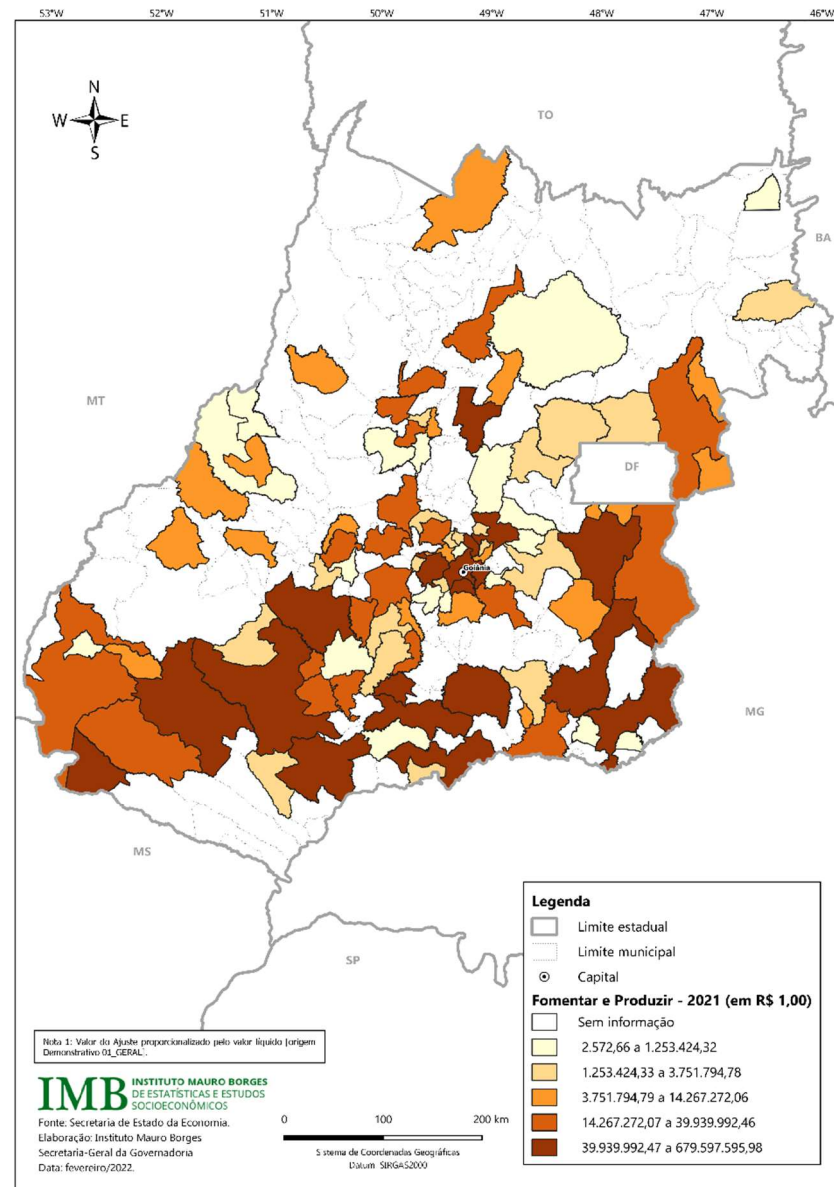 53°W 52°W 51°W 50°W 49°W 48°W 47°W 46°W
N
W E
S
TO
BA
MT
DF
Goiânia
MG
MS
SP
Legenda
Limite estadual
Limite municipal
Capital
Fomentar e Produzir - 2021 (em R$ 1,00)
Sem informação
2.572,66 a 1.253.424,32
1.253.424,33 a 3.751.794,78
3.751.794,79 a 14.267.272,06
14.267.272,07 a 39.939.992,46
39.939.992,47 a 679.597.595,98
Nota 1: Valor do Ajuste proporcionalizado pelo valor líquido [origem
Demonstrativo 01_GERAL].
IMB INSTITUTO MAURO BORGES
DE ESTATÍSTICAS E ESTUDOS
SOCIOECONÔMICOS
Fonte: Secretaria de Estado da Economia.
Elaboração: Instituto Mauro Borges
Secretaria-Geral da Governadoria
Data: fevereiro/2022.
0 100 200 km
Sistema de Coordenadas Geográficas
Datum SIRGAS2000